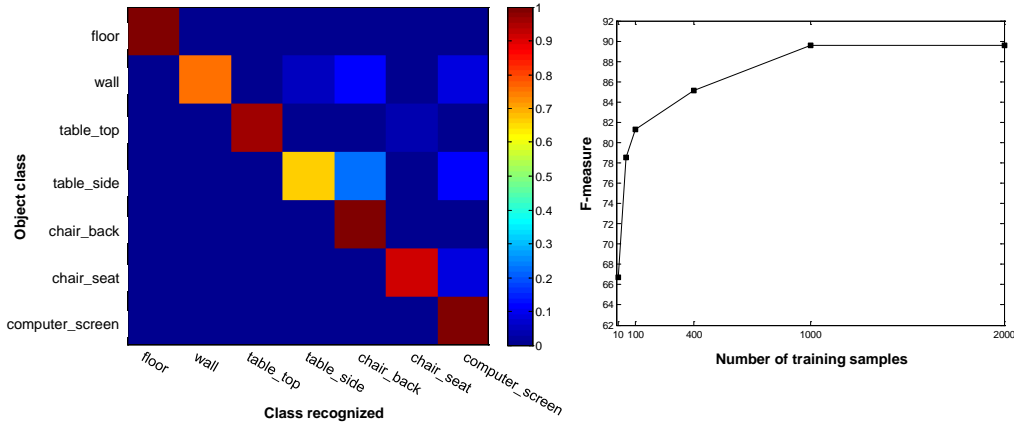 floor
wall
table_top
table_side
chair_back
chair_seat
computer_screen
Object class
floor
wall
table_top
table_side
chair_back
chair_seat
computer_screen
Class recognized
1
0.9
0.8
0.7
0.6
0.5
0.4
0.3
0.2
0.1
0
92
90
88
86
84
82
80
78
76
74
72
70
68
66
64
62
F-measure
10 100 400 1000 2000
Number of training samples